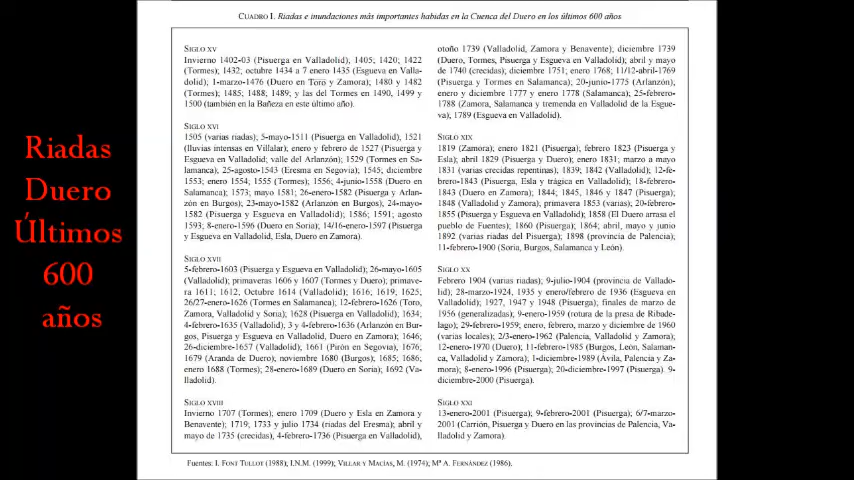 CUADRO I. Riadas e inundaciones más importantes habidas en la Cuenca del Duero en los últimos 600 años
Riadas
Duero
Últimos
600
años
SIGLO XV
Invierno 1402-03 (Pisuerga en Valladolid), 1405; 1420; 1422
(Tormes); 1432; octubre 1434 a 7 enero 1435 (Esgueva en Valla-
dolid); 1-marzo-1476 (Duero en Toro y Zamora); 1480 y 1482
(Tormes); 1485; 1488; 1489; y las del Tormes en 1490, 1499 y
1500 (también en la Bañeza en este último año).
SIGLO XVI
1505 (varias riadas); 5-mayo-1511 (Pisuerga en Valladolid), 1521
(lluvias intensas en Villalar); enero y febrero de 1527 (Pisuerga y
Esgueva en Valladolid; valle del Arlanzón); 1529 (Tormes en Sa-
lamanca), 25-agosto-1543 (Eresma en Segovia); 1545, diciembre
1553; enero 1554; 1555 (Tormes); 1556; 4-junio-1558 (Duero en
Salamanca); 1573; mayo 1581; 26-enero-1582 (Pisuerga y Arlan-
zón en Burgos); 23-mayo-1582 (Arlanzón en Burgos), 24-mayo-
1582 (Pisuerga y Esgueva en Valladolid); 1586; 1591; agosto
1593; 8-enero-1596 (Duero en Soria); 14/16-enero-1597 (Pisuerga
y Esgueva en Valladolid, Esla, Duero en Zamora).
SIGLO XVII
5-febrero-1603 (Pisuerga y Esgueva en Valladolid); 26-mayo-1605
(Valladolid); primaveras 1606 y 1607 (Tormes y Duero); primave-
ra 1611; 1612, Octubre 1614 (Valladolid); 1616; 1619, 1625;
26/27-enero-1626 (Tormes en Salamanca); 12-febrero-1626 (Toro,
Zamora, Valladolid y Soria); 1628 (Pisuerga en Valladolid); 1634;
4-febrero-1635 (Valladolid), 3 y 4-febrero-1636 (Arlanzón en Bur-
gos, Pisuerga y Esgueva en Valladolid, Duero en Zamora); 1646;
26-diciembre-1657 (Valladolid); 1661 (Pirón en Segovia), 1676;
1679 (Aranda de Duero); noviembre 1680 (Burgos); 1685; 1686;
enero 1688 (Tormes); 28-enero-1689 (Duero en Soria); 1692 (Va-
lladolid).
SIGLO XVIII
Invierno 1707 (Tormes); enero 1709 (Duero y Esla en Zamora y
Benavente); 1719; 1733 y julio 1734 (riadas del Eresma); abril y
mayo de 1735 (crecidas), 4-febrero-1736 (Pisuerga en Valladolid),
otoño 1739 (Valladolid, Zamora y Benavente); diciembre 1739
(Duero, Tormes, Pisuerga y Esgueva en Valladolid); abril y mayo
de 1740 (crecidas); diciembre 1751; enero 1768; 11/12-abril-1769
(Pisuerga y Tormes en Salamanca); 20-junio-1775 (Arlanzón);
enero y diciembre 1777 y enero 1778 (Salamanca); 25-febrero-
1788 (Zamora, Salamanca y tremenda en Valladolid de la Esgue-
va), 1789 (Esgueva en Valladolid).
SIGLO XIX
1819 (Zamora); enero 1821 (Pisuerga), febrero 1823 (Pisuerga y
Esla); abril 1829 (Pisuerga y Duero); enero 1831; marzo a mayo
1831 (varias crecidas repentinas), 1839; 1842 (Valladolid); 12-fe-
brero-1843 (Pisuerga, Esla y trágica en Valladolid); 18-febrero-
1843 (Duero en Zamora); 1844; 1845, 1846 y 1847 (Pisuerga);
1848 (Valladolid y Zamora); primavera 1853 (varias); 20-febrero-
1855 (Pisuerga y Esgueva en Valladolid); 1858 (El Duero arrasa el
pueblo de Fuentes); 1860 (Pisuerga); 1864; abril, mayo y junio
1892 (varias riadas del Pisuerga); 1898 (provincia de Palencia);
11-febrero-1900 (Soria, Burgos, Salamanca y León).
SIGLO XX
Febrero 1904 (varias riadas); 9-julio-1904 (provincia de Vallado-
lid); 28-marzo-1924, 1935 y enero/febrero de 1936 (Esgueva en
Valladolid); 1927, 1947 y 1948 (Pisuerga); finales de marzo de
1956 (generalizadas); 9-enero-1959 (rotura de la presa de Ribade-
lago); 29-febrero-1959; enero, febrero, marzo y diciembre de 1960
(varias locales); 2/3-enero-1962 (Palencia, Valladolid y Zamora);
12-enero-1970 (Duero); 11-febrero-1985 (Burgos, León, Salaman-
ca, Valladolid y Zamora); 1-diciembre-1989 (Ávila, Palencia y Za-
mora); 8-enero-1996 (Pisuerga); 20-diciembre-1997 (Pisuerga). 9-
diciembre-2000 (Pisuerga).
SIGLO XXI
13-enero-2001 (Pisuerga); 9-febrero-2001 (Pisuerga); 6/7-marzo-
2001 (Carrión, Pisuerga y Duero en las provincias de Palencia, Va-
lladolid y Zamora).
Fuentes: I. FONT TULLOT (1988); I.N.M. (1999); VILLAR Y MACÍAS, M. (1974); Mª A. FERNÁNDEZ (1986).